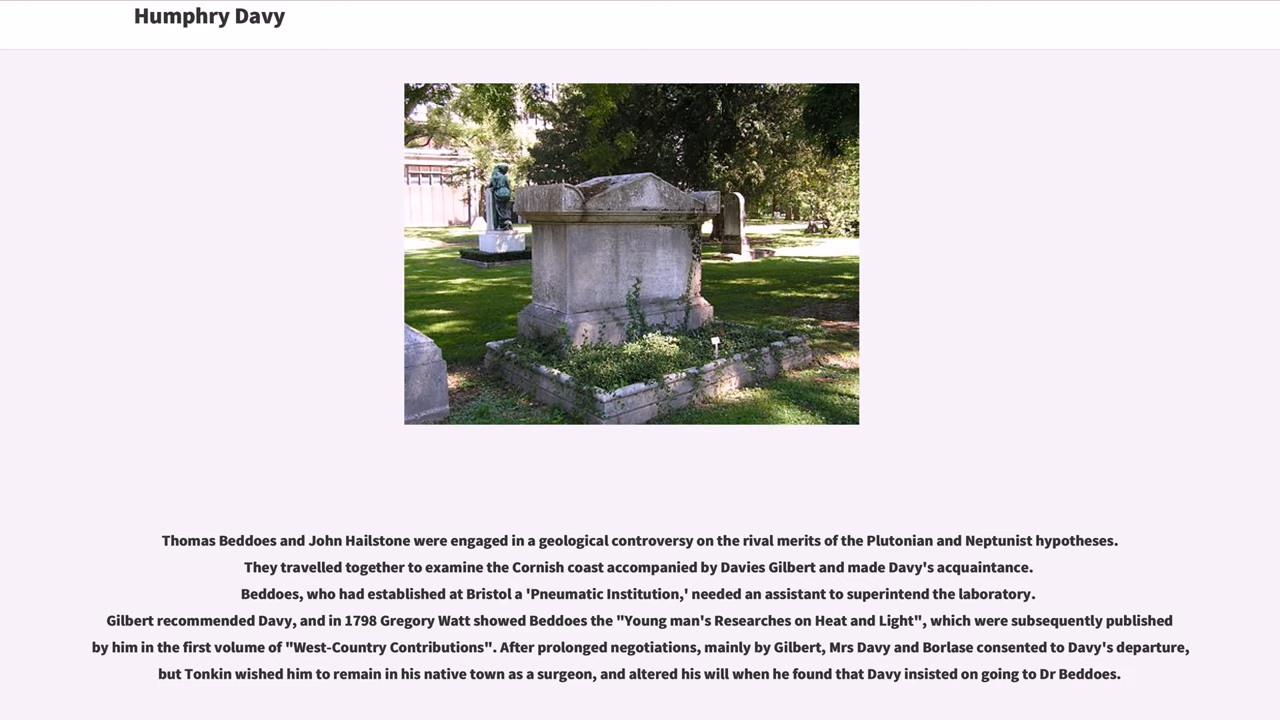 Humphry Davy
Thomas Beddoes and John Hailstone were engaged in a geological controversy on the rival merits of the Plutonian and Neptunist hypotheses.
They travelled together to examine the Cornish coast accompanied by Davies Gilbert and made Davy's acquaintance.
Beddoes, who had established at Bristol a 'Pneumatic Institution,' needed an assistant to superintend the laboratory.
Gilbert recommended Davy, and in 1798 Gregory Watt showed Beddoes the "Young man's Researches on Heat and Light", which were subsequently published
by him in the first volume of "West-Country Contributions". After prolonged negotiations, mainly by Gilbert, Mrs Davy and Borlase consented to Davy's departure,
but Tonkin wished him to remain in his native town as a surgeon, and altered his will when he found that Davy insisted on going to Dr Beddoes.